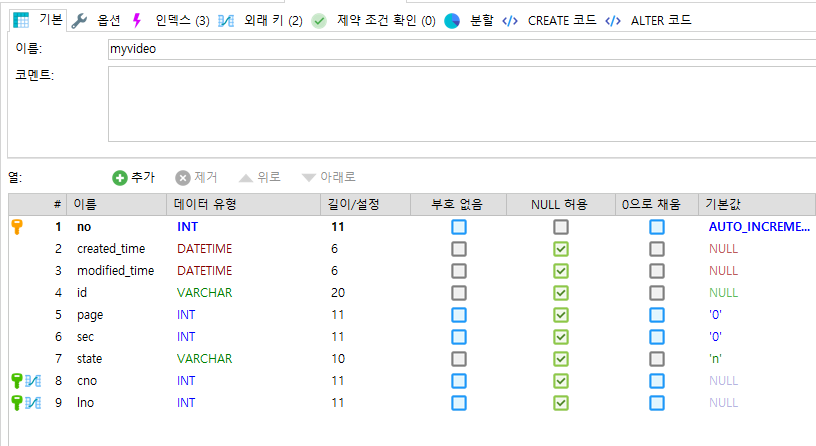 기본 옵션 인덱스 (3) 외래 키 (2) 제약 조건 확인 (0) 분할 </> CREATE 코드 </> ALTER 코드
이름: myvideo
코멘트:
열: 추가 제거 위로 아래로
# 이름 데이터 유형 길이/설정 부호 없음 NULL 허용 0으로 채움 기본값
1 no INT 11 AUTO_INCREME...
2 created_time DATETIME 6 NULL
3 modified_time DATETIME 6 NULL
4 id VARCHAR 20 NULL
5 page INT 11 '0'
6 sec INT 11 '0'
7 state VARCHAR 10 'n'
8 cno INT 11 NULL
9 lno INT 11 NULL